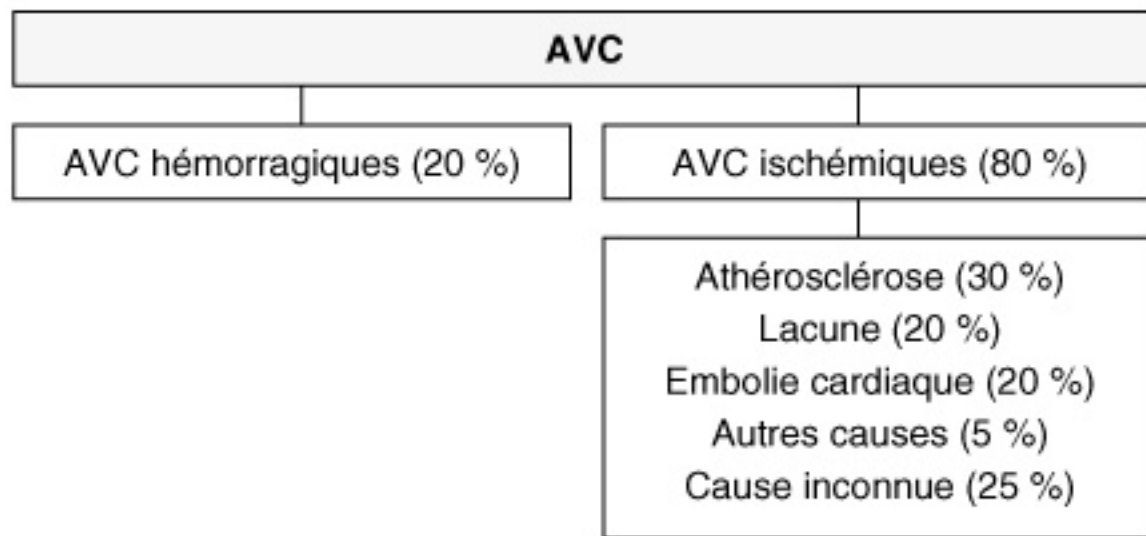 AVC
AVC hémorragiques (20 %)
AVC ischémiques (80 %)
Athérosclérose (30 %)
Lacune (20 %)
Embolie cardiaque (20 %)
Autres causes (5 %)
Cause inconnue (25 %)